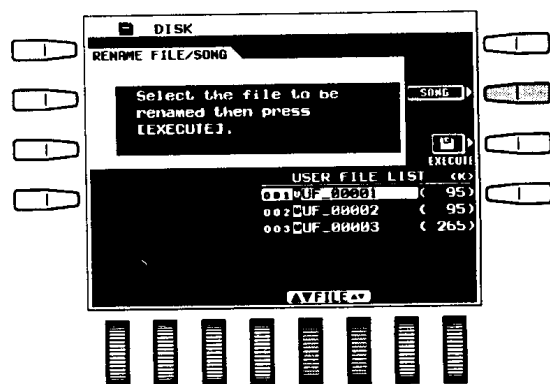 DISK
RENAME FILE/SONG
Select the file to be
renamed then press
[EXECUTE].
SONG
EXECUTE
USER FILE LIST (K)
001 UF_00001 ( 95)
002 UF_00002 ( 95)
003 UF_00003 ( 265)
▲▼FILE▲▼